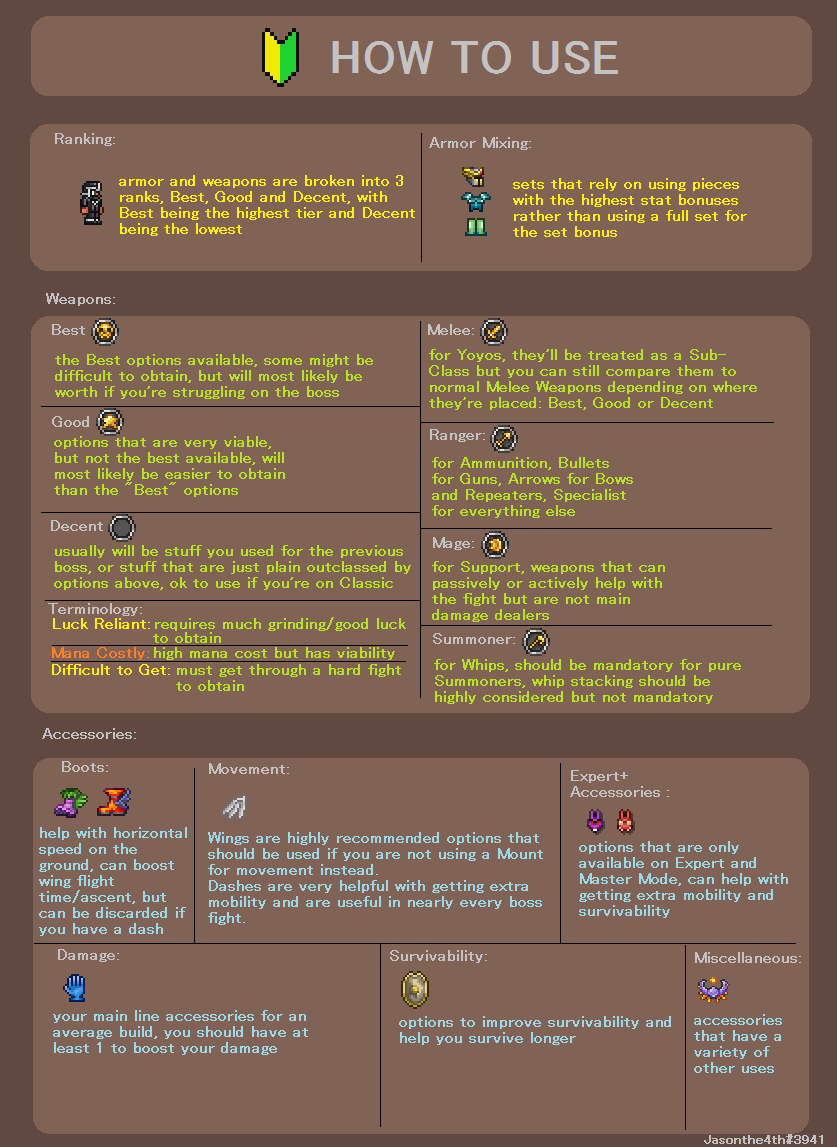 HOW TO USE
Ranking:
armor and weapons are broken into 3
ranks, Best, Good and Decent, with
Best being the highest tier and Decent
being the lowest
Armor Mixing:
sets that rely on using pieces
with the highest stat bonuses
rather than using a full set for
the set bonus
Weapons:
Best
the Best options available, some might be
difficult to obtain, but will most likely be
worth if you're struggling on the boss
Good
options that are very viable,
but not the best available, will
most likely be easier to obtain
than the "Best" options
Decent
usually will be stuff you used for the previous
boss, or stuff that are just plain outclassed by
options above, ok to use if you're on Classic
Terminology:
Luck Reliant: requires much grinding/good luck
to obtain
Mana Costly: high mana cost but has viability
Difficult to Get: must get through a hard fight
to obtain
Melee:
for Yoyos, they'll be treated as a Sub-
Class but you can still compare them to
normal Melee Weapons depending on where
they're placed: Best, Good or Decent
Ranger:
for Ammunition, Bullets
for Guns, Arrows for Bows
and Repeaters, Specialist
for everything else
Mage:
for Support, weapons that can
passively or actively help with
the fight but are not main
damage dealers
Summoner:
for Whips, should be mandatory for pure
Summoners, whip stacking should be
highly considered but not mandatory
Accessories:
Boots:
help with horizontal
speed on the
ground, can boost
wing flight
time/ascent, but
can be discarded if
you have a dash
Movement:
Wings are highly recommended options that
should be used if you are not using a Mount
for movement instead.
Dashes are very helpful with getting extra
mobility and are useful in nearly every boss
fight.
Expert+
Accessories :
options that are only
available on Expert and
Master Mode, can help with
getting extra mobility and
survivability
Damage:
your main line accessories for an
average build, you should have at
least 1 to boost your damage
Survivability:
options to improve survivability and
help you survive longer
Miscellaneous:
accessories
that have a
variety of
other uses
Jasonthe4th#3941